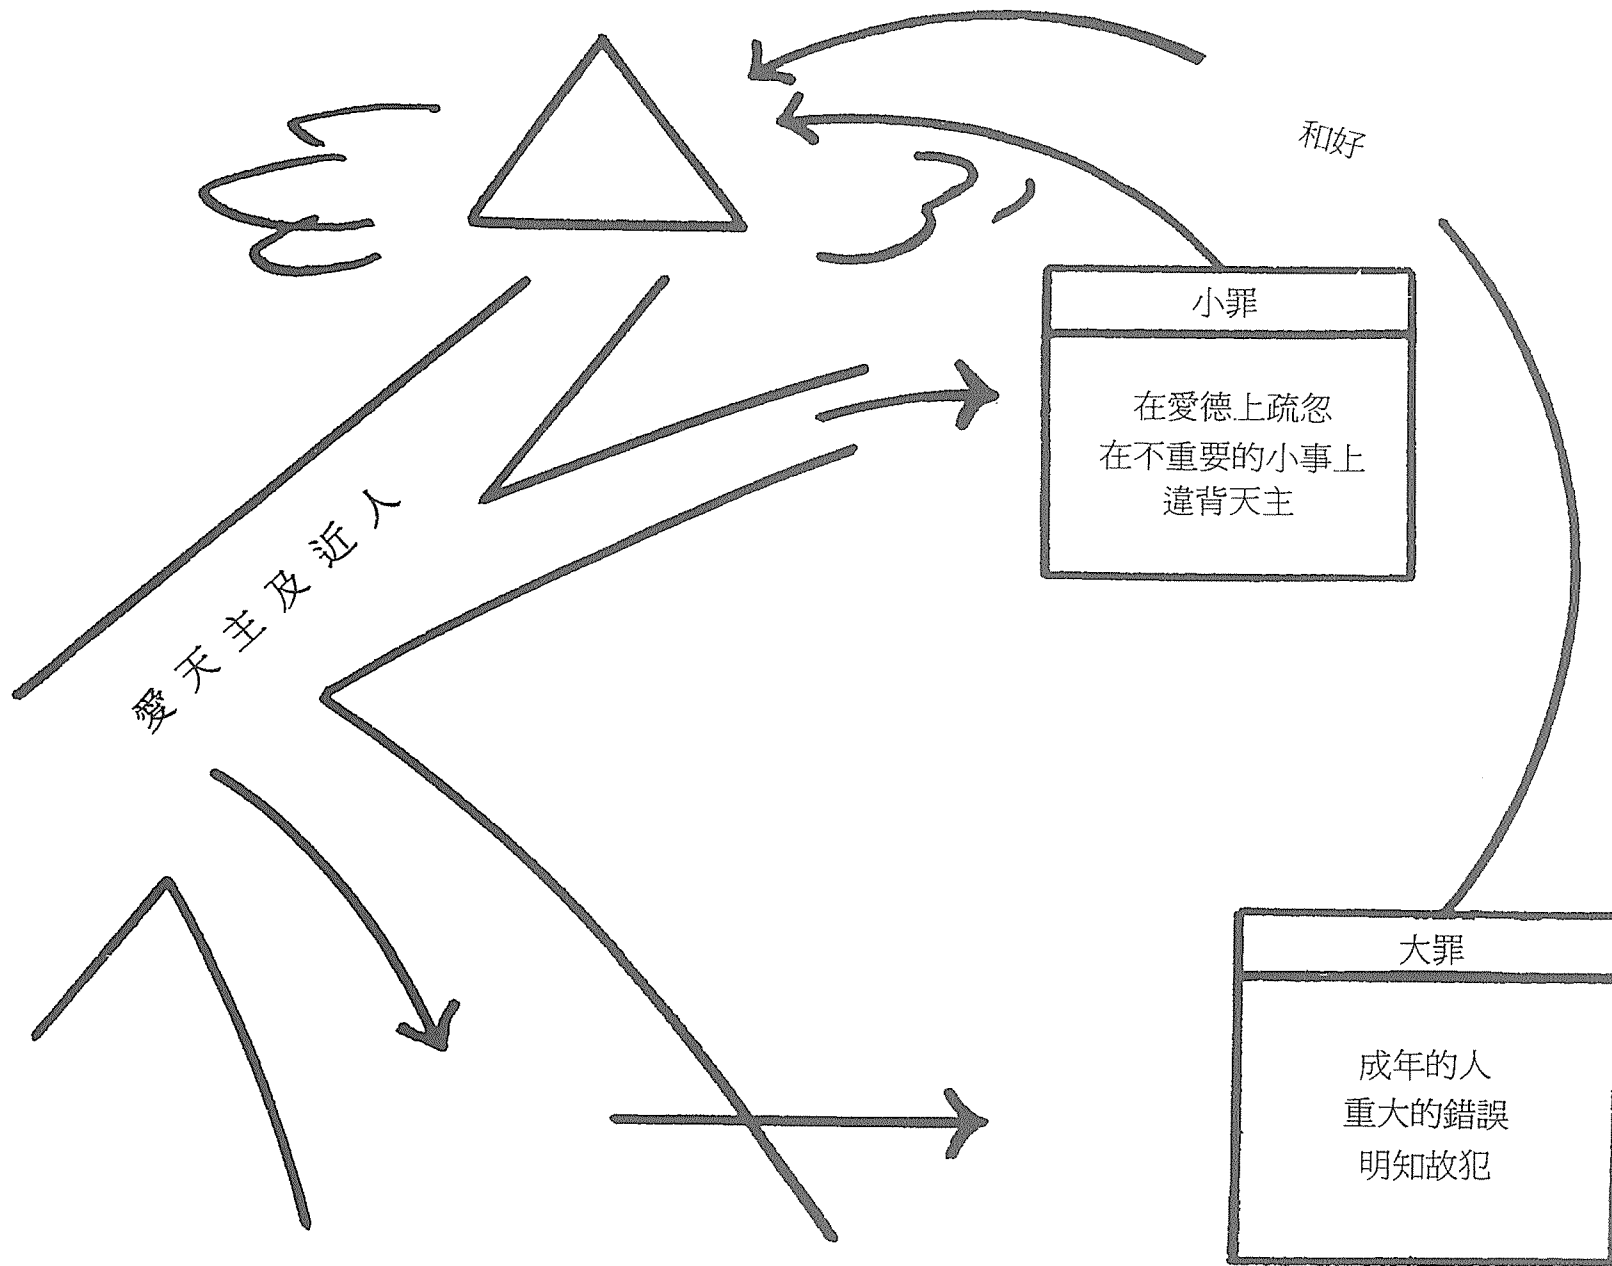 和好
小罪
在愛德上疏忽
在不重要的小事上
違背天主
愛天主及近人
大罪
成年的人
重大的錯誤
明知故犯